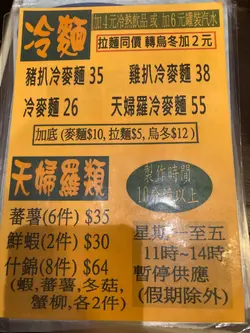 冷麵
加4元冷熱飲品 或 加6元罐裝汽水
拉麵同價 轉烏冬加2元
豬扒冷麥麵 35 雞扒冷麥麵 38
冷麥麵 26 天婦羅冷麥麵 55
加底 (麥麵$10, 拉麵$5, 烏冬$12 )
天婦羅類
製作時間
10分鐘以上
蕃薯(6件) $35
鮮蝦(2件) $30
什錦(8件) $64
(蝦,蕃薯,冬菇,
蟹柳,各2件)
星期一至五
11時~14時
暫停供應
(假期除外)